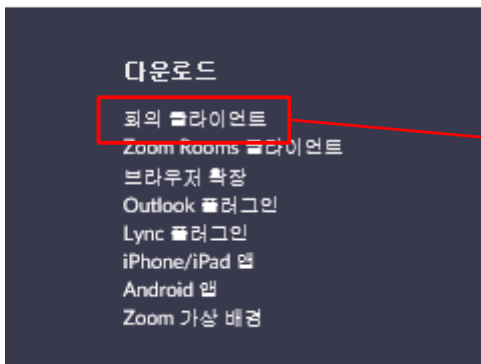 다운로드
회의 클라이언트
Zoom Rooms 클라이언트
브라우저 확장
Outlook 플러그인
Lync 플러그인
iPhone/iPad 앱
Android 앱
Zoom 가상 배경